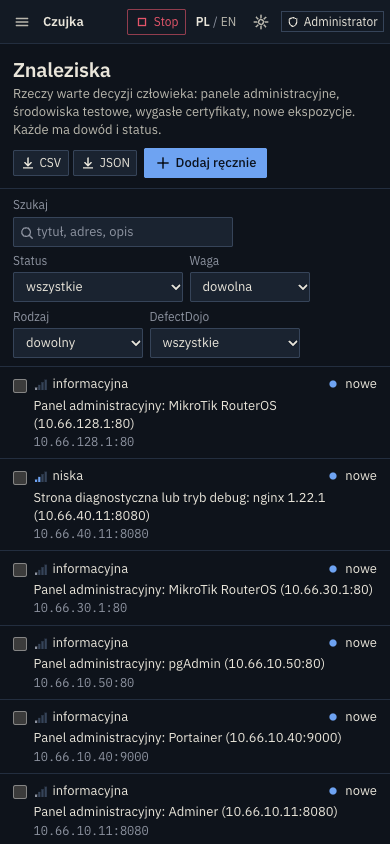 Czujka
Stop
PL / EN
Administrator
Znaleziska
Rzeczy warte decyzji człowieka: panele administracyjne,
środowiska testowe, wygasłe certyfikaty, nowe ekspozycje.
Każde ma dowód i status.
CSV
JSON
Dodaj ręcznie
Szukaj
tytuł, adres, opis
Status
Waga
wszystkie
dowolna
Rodzaj
DefectDojo
dowolny
wszystkie
informacyjna
nowe
Panel administracyjny: MikroTik RouterOS
(10.66.128.1:80)
10.66.128.1:80
niska
nowe
Strona diagnostyczna lub tryb debug: nginx 1.22.1
(10.66.40.11:8080)
10.66.40.11:8080
informacyjna
nowe
Panel administracyjny: MikroTik RouterOS (10.66.30.1:80)
10.66.30.1:80
informacyjna
nowe
Panel administracyjny: pgAdmin (10.66.10.50:80)
10.66.10.50:80
informacyjna
nowe
Panel administracyjny: Portainer (10.66.10.40:9000)
10.66.10.40:9000
informacyjna
nowe
Panel administracyjny: Adminer (10.66.10.11:8080)
10.66.10.11:8080